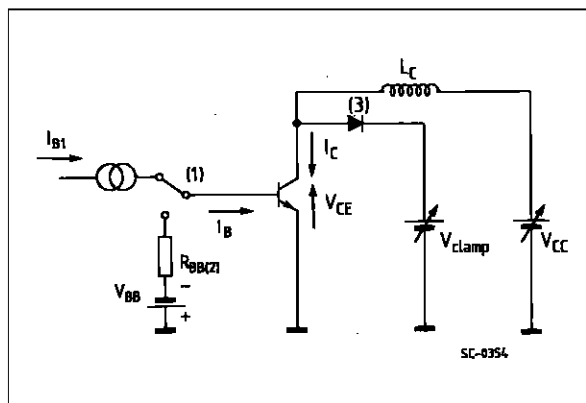 L_C
(3)
I_B1
(1)
I_C
I_B
V_CE
V_clamp
V_CC
R_BB(2)
V_BB
−
+
SC-0354